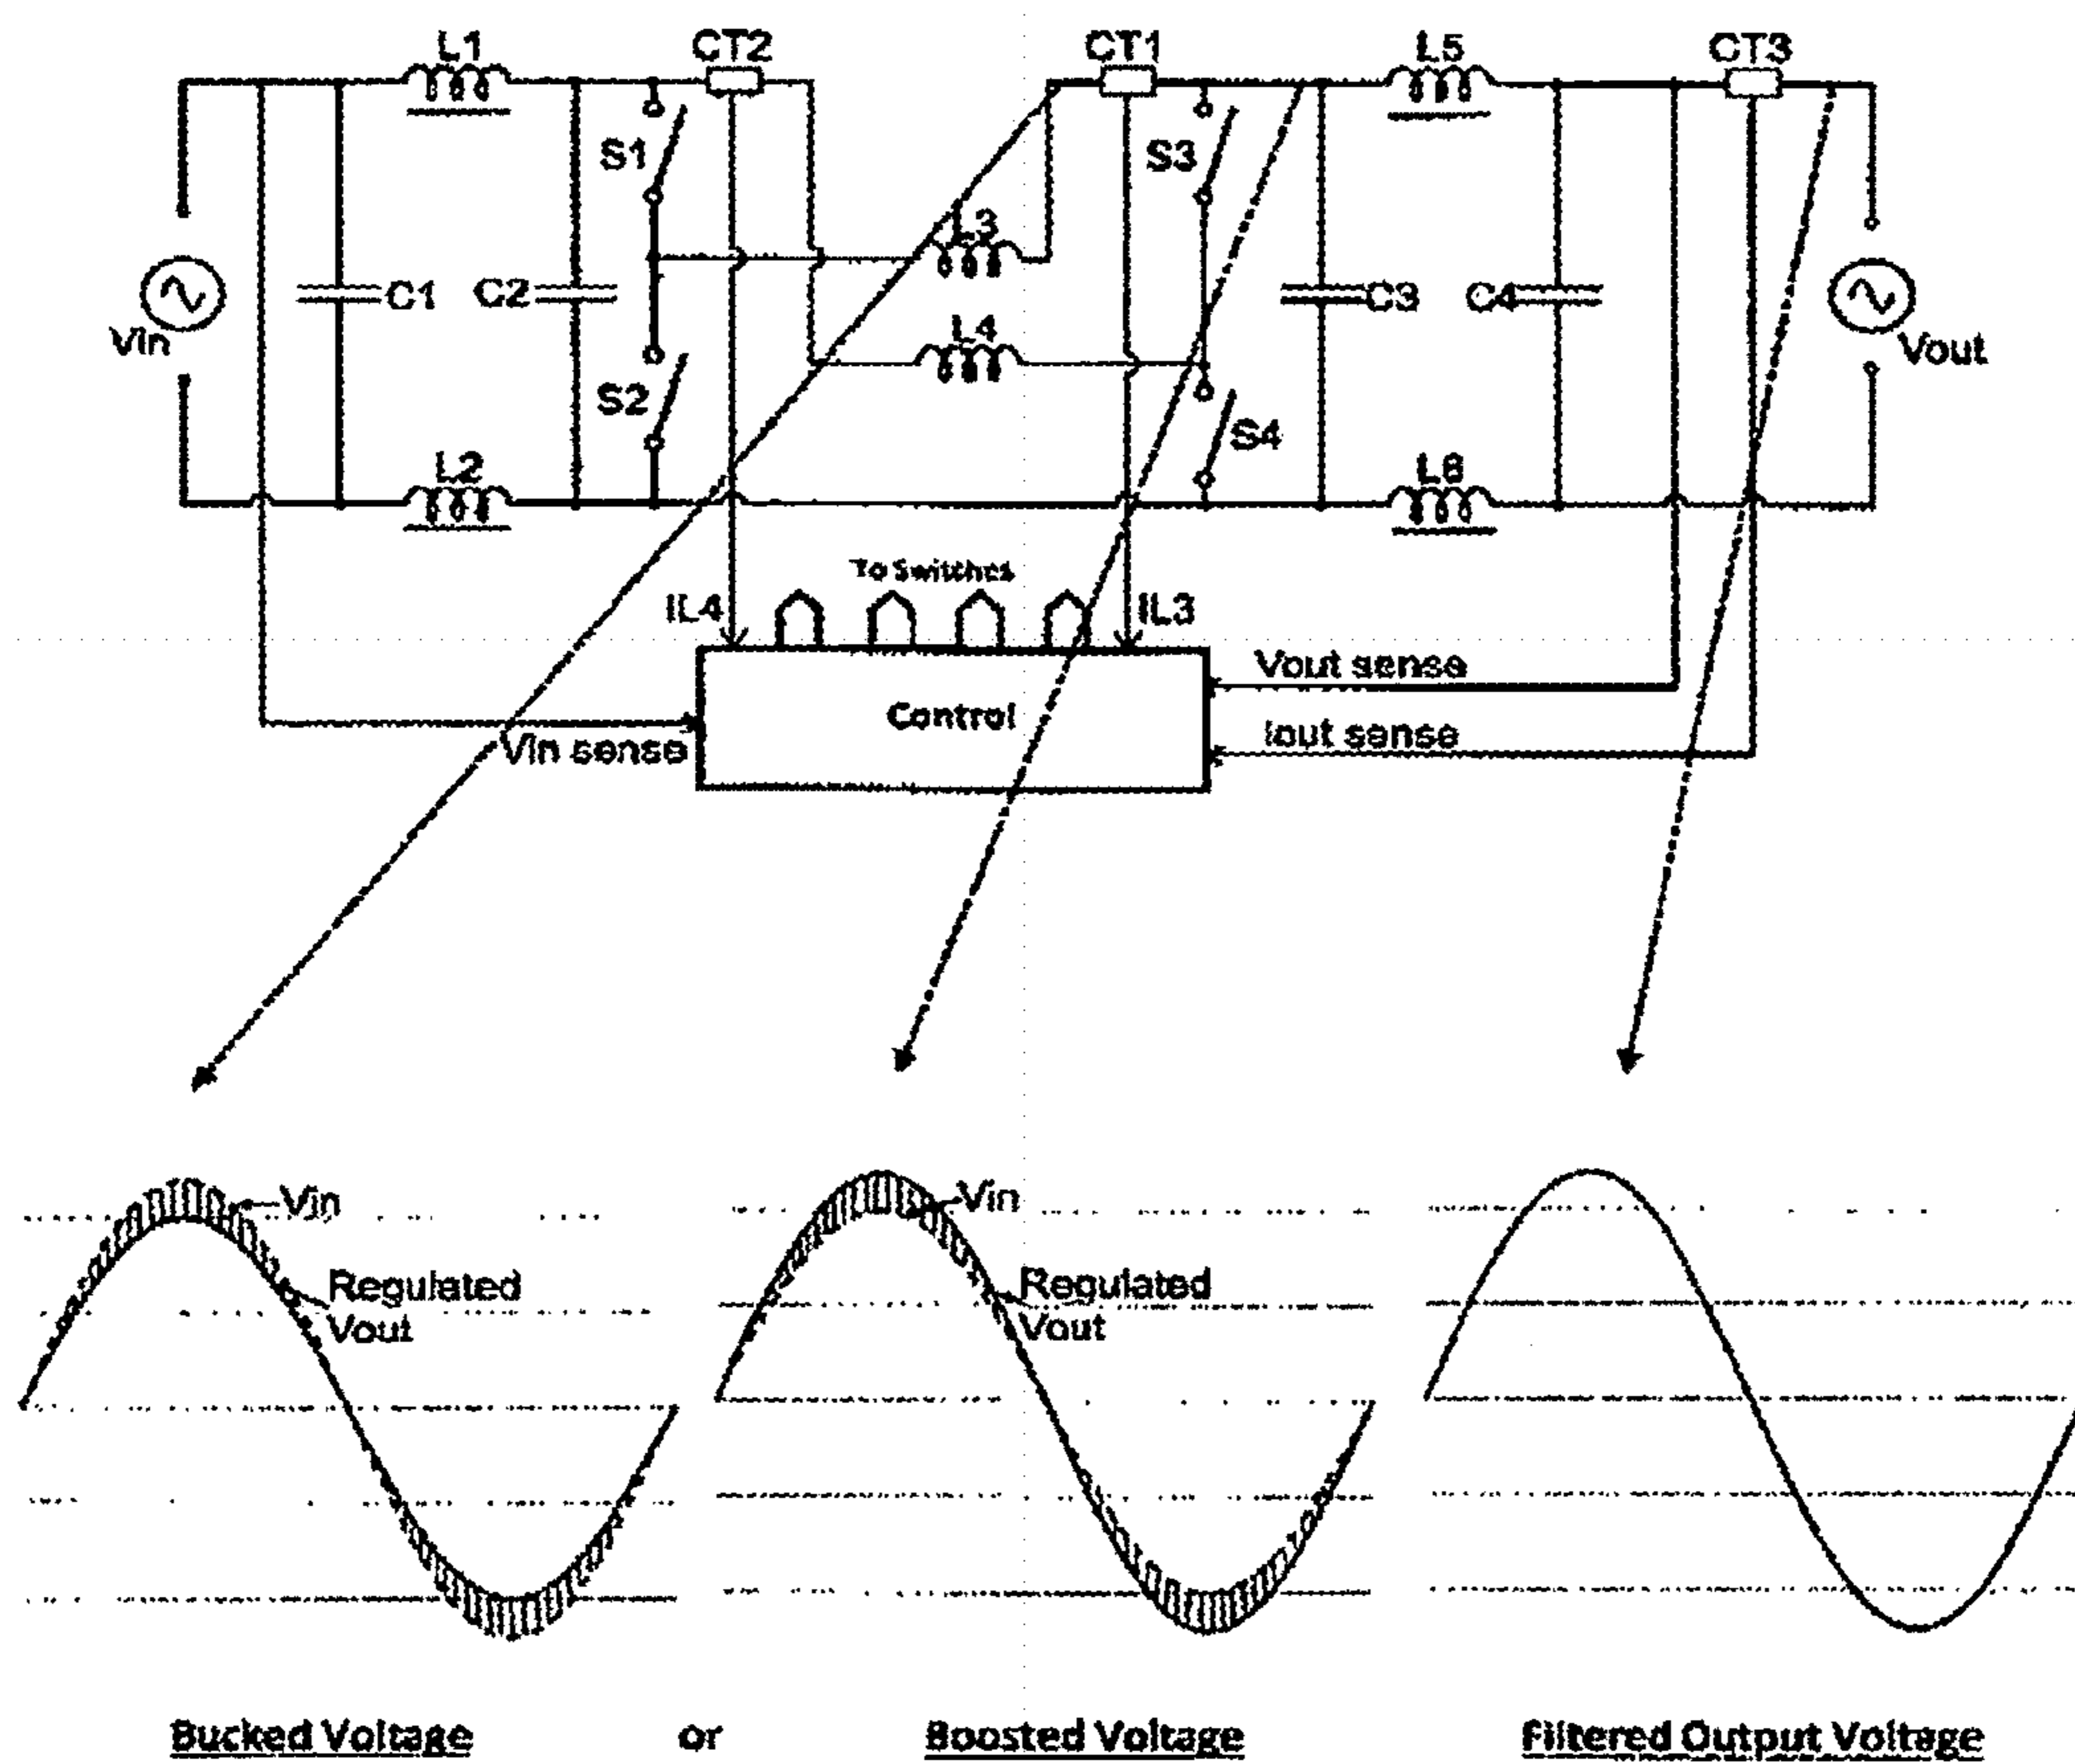 L1
CT2
CT1
L5
CT3
S1
S3
L3
C1
C2
C3
C4
Vin
L4
Vout
S2
S4
L2
L6
To Switches
IL4
IL3
Vout sense
Control
Iout sense
Vin sense
Vin
Regulated
Vout
Vin
Regulated
Vout
Bucked Voltage
or
Boosted Voltage
Filtered Output Voltage